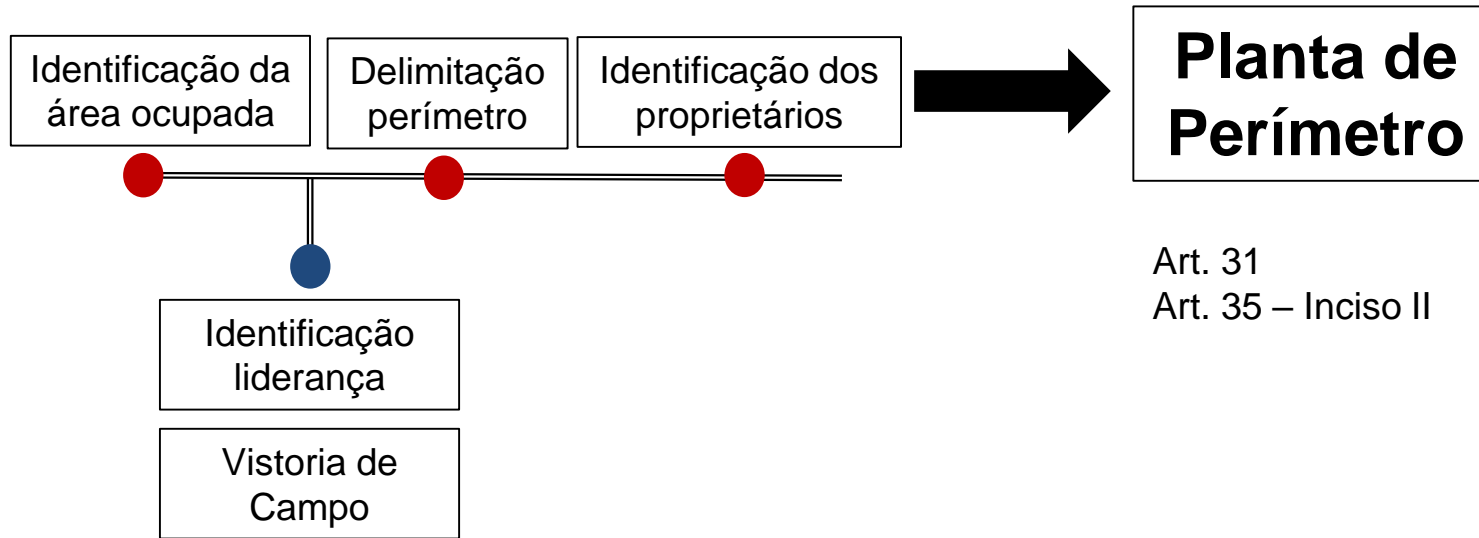 Identificação da
área ocupada
Delimitação
perímetro
Identificação dos
proprietários
Planta de
Perímetro
Art. 31
Art. 35 – Inciso II
Identificação
liderança
Vistoria de
Campo